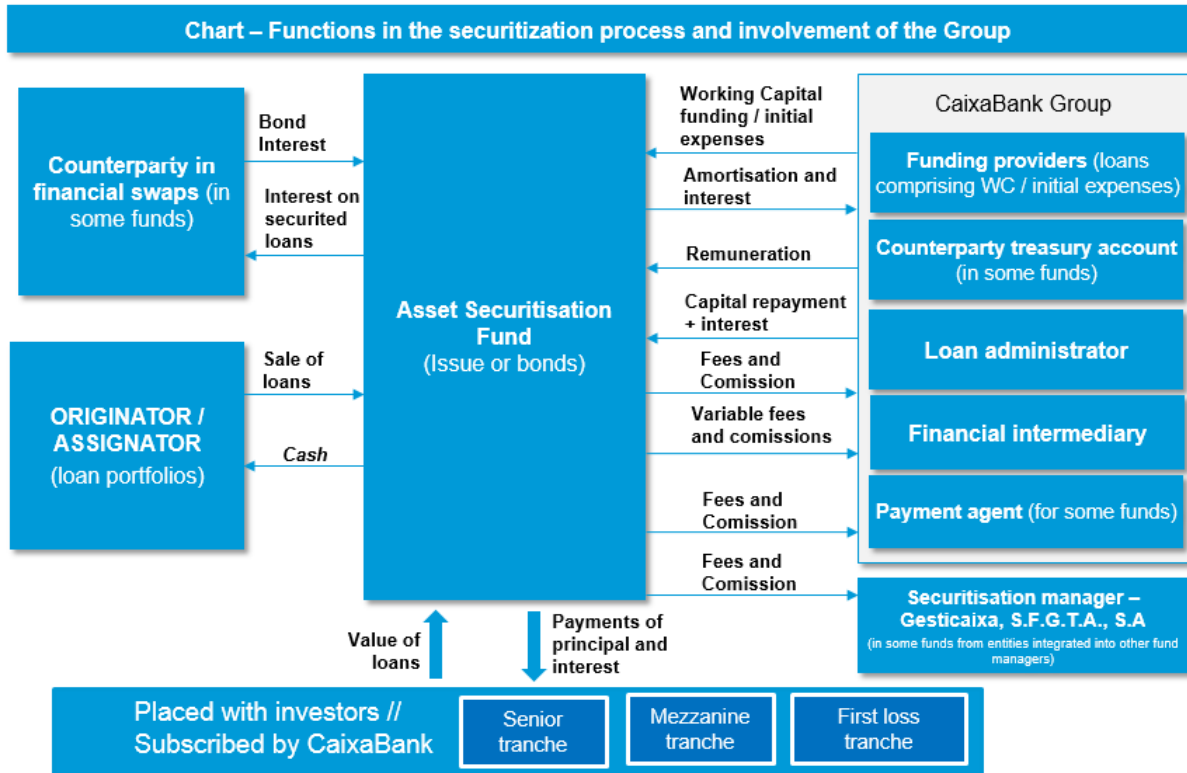 Chart – Functions in the securitization process and involvement of the Group
Counterparty in
financial swaps (in
some funds)
Bond
Interest
Interest on
securited
loans
ORIGINATOR /
ASSIGNATOR
(loan portfolios)
Sale of
loans
Cash
Asset Securitisation
Fund
(Issue or bonds)
Working Capital
funding / initial
expenses
Amortisation and
interest
Remuneration
Capital repayment
+ interest
Fees and
Comission
Variable fees
and comissions
Fees and
Comission
Fees and
Comission
CaixaBank Group
Funding providers (loans
comprising WC / initial expenses)
Counterparty treasury account
(in some funds)
Loan administrator
Financial intermediary
Payment agent (for some funds)
Securitisation manager –
Gesticaixa, S.F.G.T.A., S.A
(in some funds from entities integrated into other fund
managers)
Value of
loans
Payments of
principal and
interest
Placed with investors //
Subscribed by CaixaBank
Senior
tranche
Mezzanine
tranche
First loss
tranche